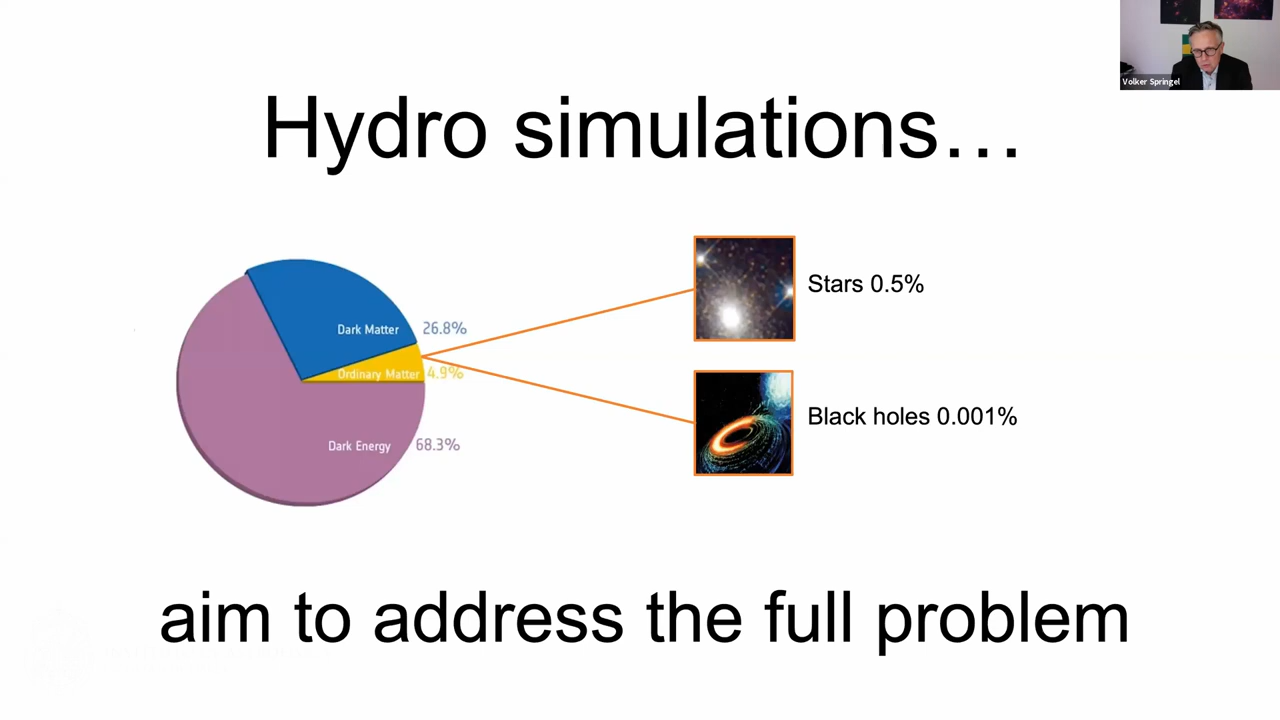 Volker Springel
Hydro simulations…
Stars 0.5%
Dark Matter 26.8%
Ordinary Matter 4.9%
Black holes 0.001%
Dark Energy 68.3%
aim to address the full problem